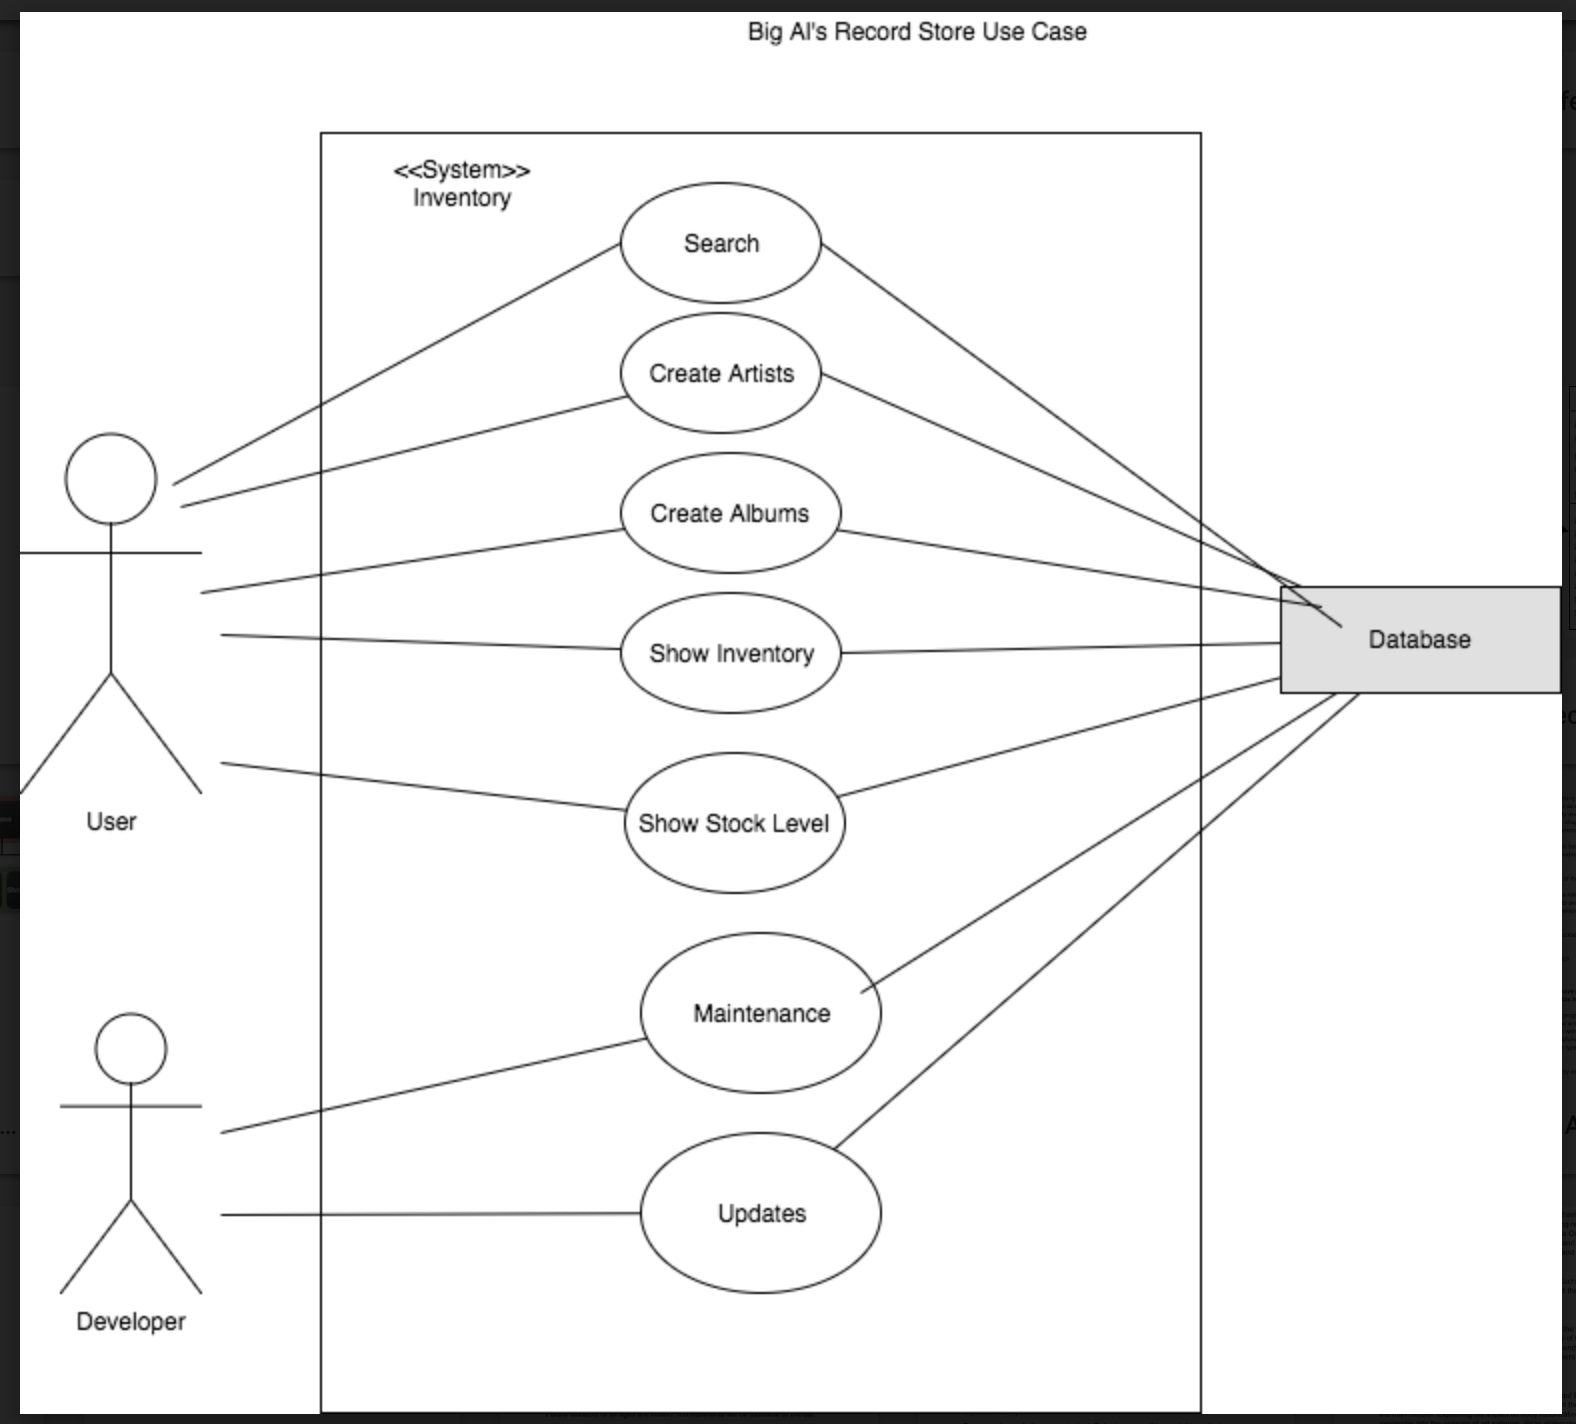 Big Al's Record Store Use Case
<<System>>
Inventory
Search
Create Artists
Create Albums
Show Inventory
Database
Show Stock Level
User
Maintenance
Updates
Developer